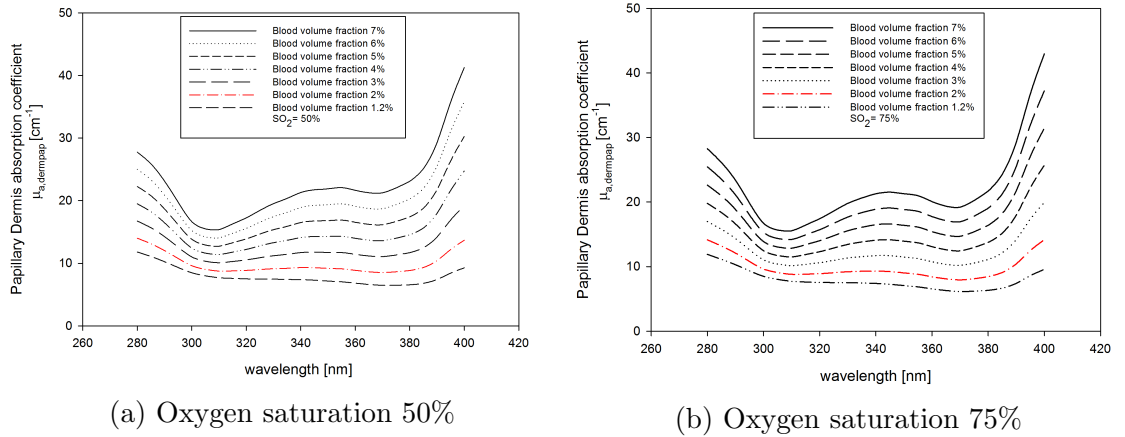 50
40
30
20
10
0
Papillary Dermis absorption coefficient
μa,dermpap [cm-1]
Blood volume fraction 7%
Blood volume fraction 6%
Blood volume fraction 5%
Blood volume fraction 4%
Blood volume fraction 3%
Blood volume fraction 2%
Blood volume fraction 1.2%
SO2= 50%
260 280 300 320 340 360 380 400 420
wavelength [nm]
(a) Oxygen saturation 50%
50
40
30
20
10
0
Papillary Dermis absorption coefficient
μa,dermpap [cm-1]
Blood volume fraction 7%
Blood volume fraction 6%
Blood volume fraction 5%
Blood volume fraction 4%
Blood volume fraction 3%
Blood volume fraction 2%
Blood volume fraction 1.2%
SO2= 75%
260 280 300 320 340 360 380 400 420
wavelength [nm]
(b) Oxygen saturation 75%